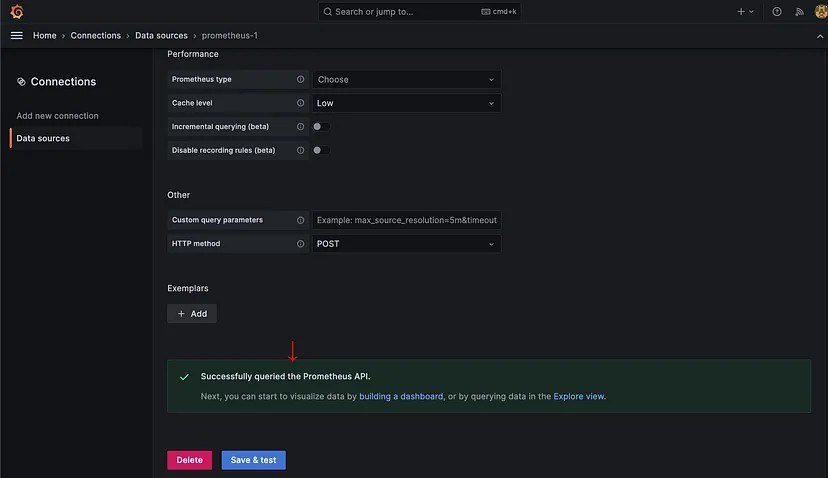 Search or jump to... cmd+k
Home › Connections › Data sources › prometheus-1
Connections
Add new connection
Data sources
Performance
Prometheus type Choose
Cache level Low
Incremental querying (beta)
Disable recording rules (beta)
Other
Custom query parameters Example: max_source_resolution=5m&timeout
HTTP method POST
Exemplars
+ Add
Successfully queried the Prometheus API.
Next, you can start to visualize data by building a dashboard, or by querying data in the Explore view.
Delete Save & test